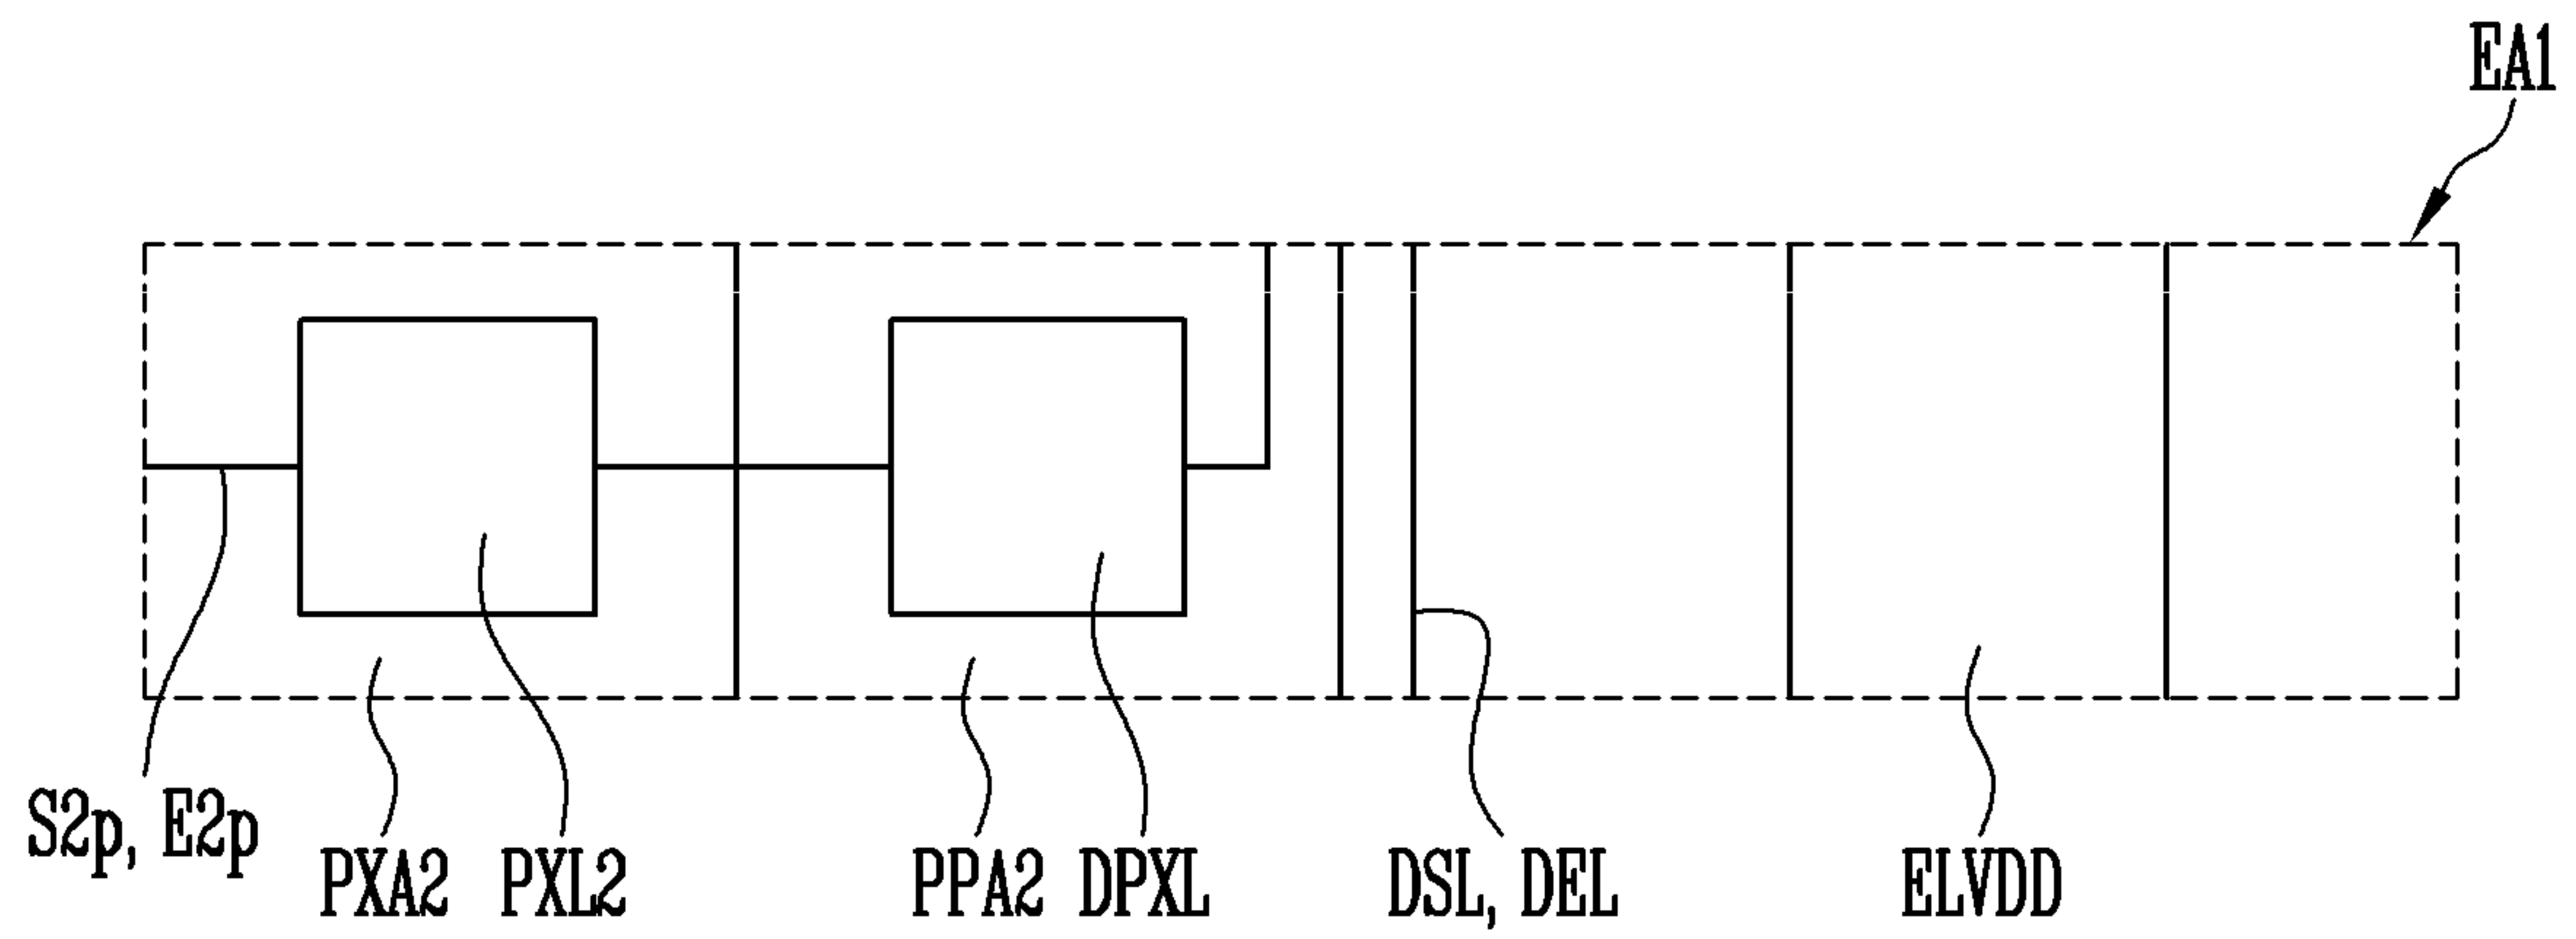 EA1
S2p, E2p
PXA2 PXL2 PPA2 DPXL DSL, DEL ELVDD